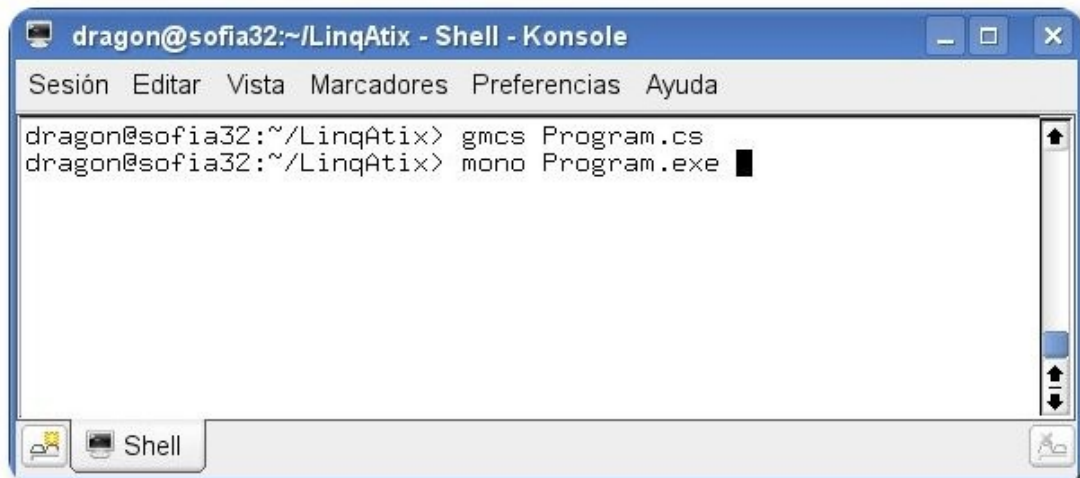 dragon@sofia32:~/LinqAtix - Shell - Konsole
Sesión Editar Vista Marcadores Preferencias Ayuda
dragon@sofia32:~/LinqAtix> gmcs Program.cs
dragon@sofia32:~/LinqAtix> mono Program.exe
Shell